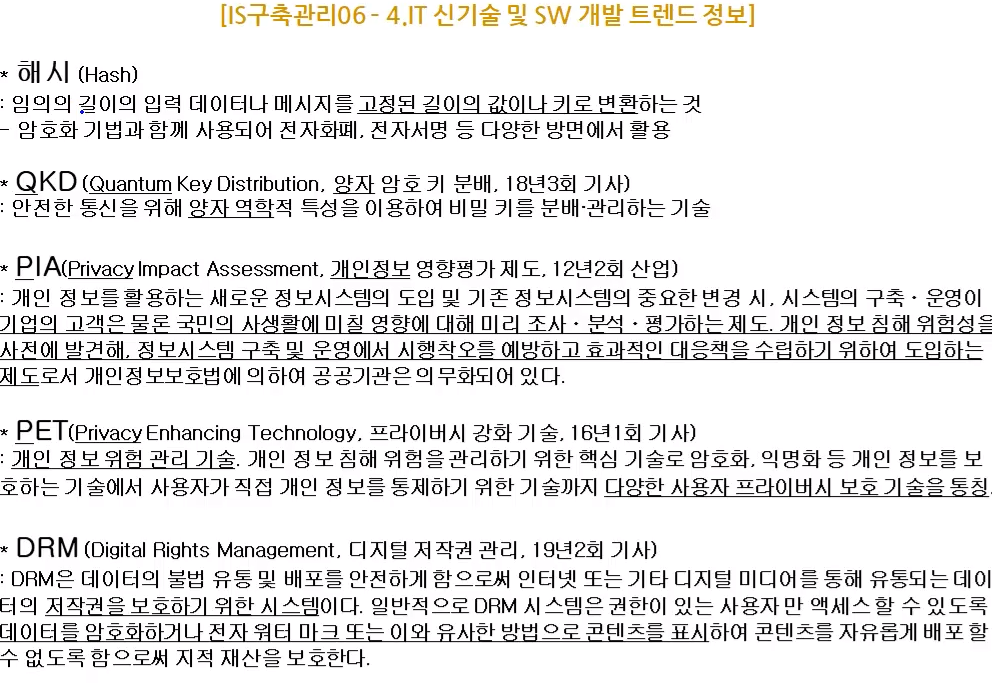 [IS구축관리06 - 4.IT 신기술 및 SW 개발 트렌드 정보]
* 해시 (Hash)
: 임의의 길이의 입력 데이터나 메시지를 고정된 길이의 값이나 키로 변환하는 것
- 암호화 기법과 함께 사용되어 전자화폐, 전자서명 등 다양한 방면에서 활용
* QKD (Quantum Key Distribution, 양자 암호 키 분배, 18년3회 기사)
: 안전한 통신을 위해 양자 역학적 특성을 이용하여 비밀 키를 분배·관리하는 기술
* PIA(Privacy Impact Assessment, 개인정보 영향평가 제도, 12년2회 산업)
: 개인 정보를 활용하는 새로운 정보시스템의 도입 및 기존 정보시스템의 중요한 변경 시, 시스템의 구축·운영이
기업의 고객은 물론 국민의 사생활에 미칠 영향에 대해 미리 조사·분석·평가하는 제도. 개인 정보 침해 위험성을
사전에 발견해, 정보시스템 구축 및 운영에서 시행착오를 예방하고 효과적인 대응책을 수립하기 위하여 도입하는
제도로서 개인정보보호법에 의하여 공공기관은 의무화되어 있다.
* PET(Privacy Enhancing Technology, 프라이버시 강화 기술, 16년1회 기사)
: 개인 정보 위험 관리 기술. 개인 정보 침해 위험을 관리하기 위한 핵심 기술로 암호화, 익명화 등 개인 정보를 보
호하는 기술에서 사용자가 직접 개인 정보를 통제하기 위한 기술까지 다양한 사용자 프라이버시 보호 기술을 통칭.
* DRM (Digital Rights Management, 디지털 저작권 관리, 19년2회 기사)
: DRM은 데이터의 불법 유통 및 배포를 안전하게 함으로써 인터넷 또는 기타 디지털 미디어를 통해 유통되는 데이
터의 저작권을 보호하기 위한 시스템이다. 일반적으로 DRM 시스템은 권한이 있는 사용자만 액세스 할 수 있도록
데이터를 암호화하거나 전자 워터 마크 또는 이와 유사한 방법으로 콘텐츠를 표시하여 콘텐츠를 자유롭게 배포 할
수 없도록 함으로써 지적 재산을 보호한다.